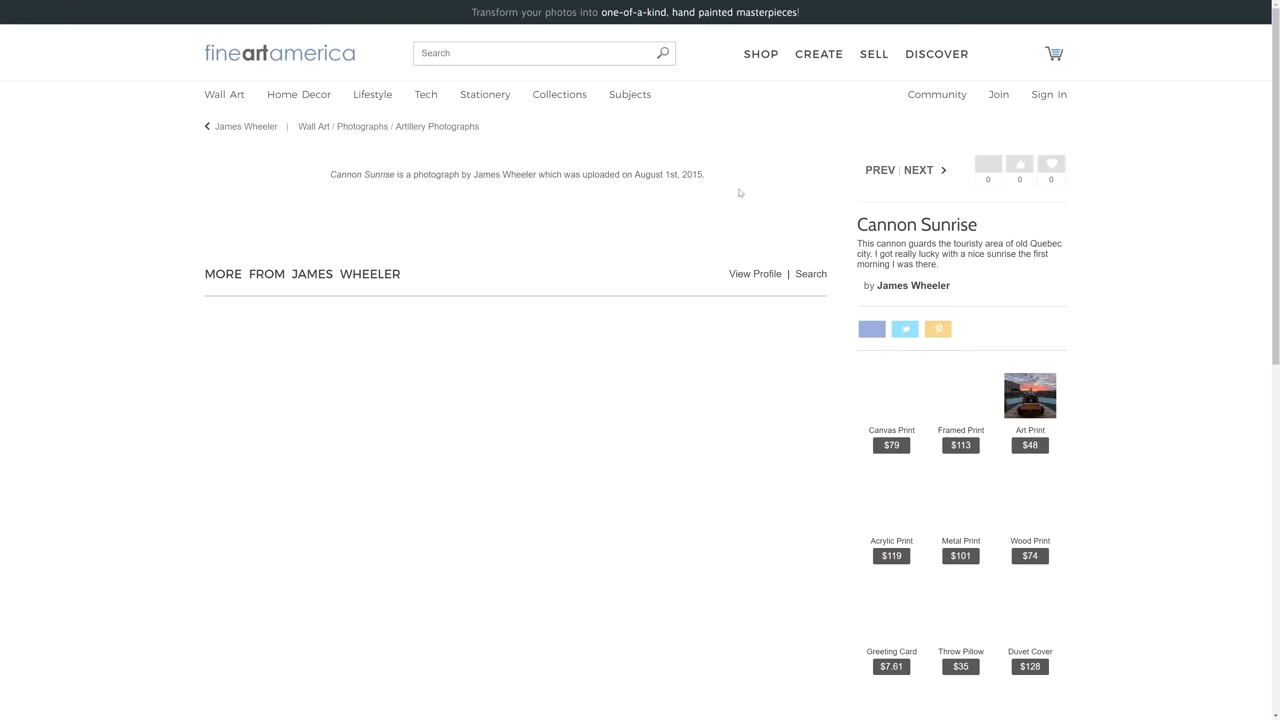 Transform your photos into one-of-a-kind, hand painted masterpieces!
fineartamerica
Search
SHOP CREATE SELL DISCOVER
Wall Art Home Decor Lifestyle Tech Stationery Collections Subjects Community Join Sign In
James Wheeler | Wall Art / Photographs / Artillery Photographs
Cannon Sunrise is a photograph by James Wheeler which was uploaded on August 1st, 2015.
PREV | NEXT
0 0 0
Cannon Sunrise
This cannon guards the touristy area of old Quebec
city. I got really lucky with a nice sunrise the first
morning I was there.
by James Wheeler
MORE FROM JAMES WHEELER
View Profile | Search
Canvas Print Framed Print Art Print
$79 $113 $48
Acrylic Print Metal Print Wood Print
$119 $101 $74
Greeting Card Throw Pillow Duvet Cover
$7.61 $35 $128